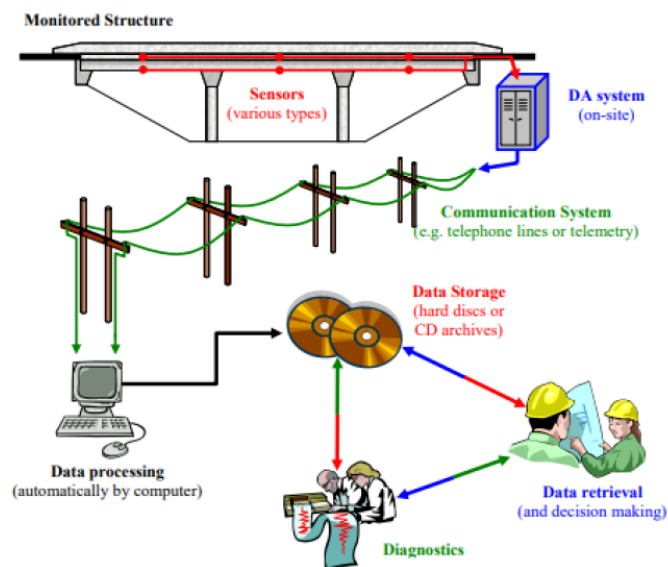 Monitored Structure
Sensors
(various types)
DA system
(on-site)
Communication System
(e.g. telephone lines or telemetry)
Data Storage
(hard discs or
CD archives)
Data processing
(automatically by computer)
Data retrieval
(and decision making)
Diagnostics